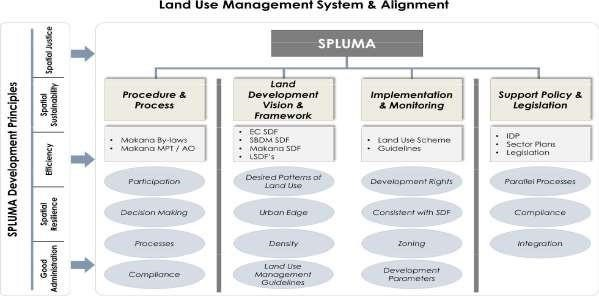 Land Use Management System & Alignment
SPLUMA Development Principles
Spatial Justice
Spatial
Sustainability
Efficiency
Spatial
Resilience
Good
Administration
SPLUMA
Procedure &
Process
• Makana By-laws
• Makana MPT / AO
Participation
Decision Making
Processes
Compliance
Land
Development
Vision &
Framework
• EC SDF
• SBDM SDF
• Makana SDF
• LSDF's
Desired Patterns of
Land Use
Urban Edge
Density
Land Use
Management
Guidelines
Implementation
& Monitoring
• Land Use Scheme
• Guidelines
Development Rights
Consistent with SDF
Zoning
Development
Parameters
Support Policy &
Legislation
• IDP
• Sector Plans
• Legislation
Parallel Processes
Compliance
Integration